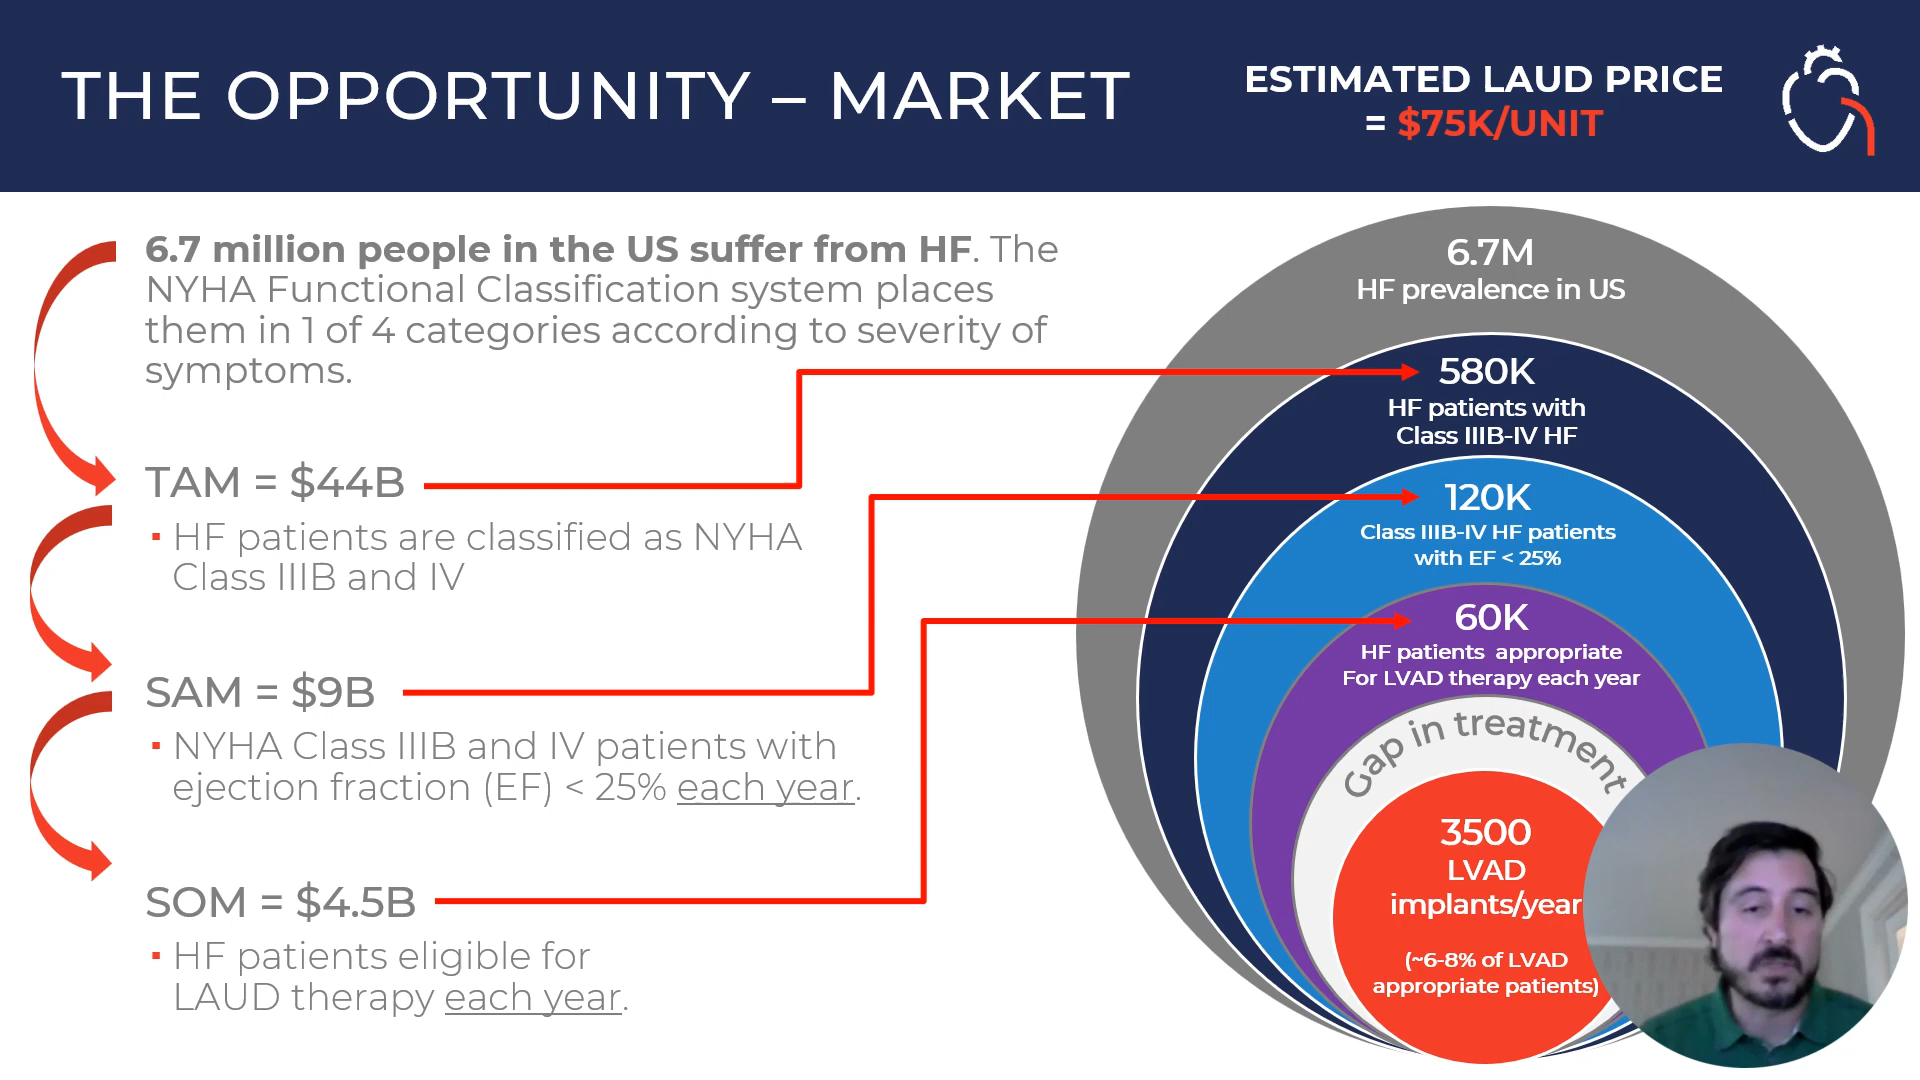 THE OPPORTUNITY – MARKET
ESTIMATED LAUD PRICE
= $75K/UNIT
6.7 million people in the US suffer from HF. The
NYHA Functional Classification system places
them in 1 of 4 categories according to severity of
symptoms.
TAM = $44B
▪ HF patients are classified as NYHA
Class IIIB and IV
SAM = $9B
▪ NYHA Class IIIB and IV patients with
ejection fraction (EF) < 25% each year.
SOM = $4.5B
▪ HF patients eligible for
LAUD therapy each year.
6.7M
HF prevalence in US
580K
HF patients with
Class IIIB-IV HF
120K
Class IIIB-IV HF patients
with EF < 25%
60K
HF patients appropriate
For LVAD therapy each year
Gap in treatment
3500
LVAD
implants/year
(~6-8% of LVAD
appropriate patients)